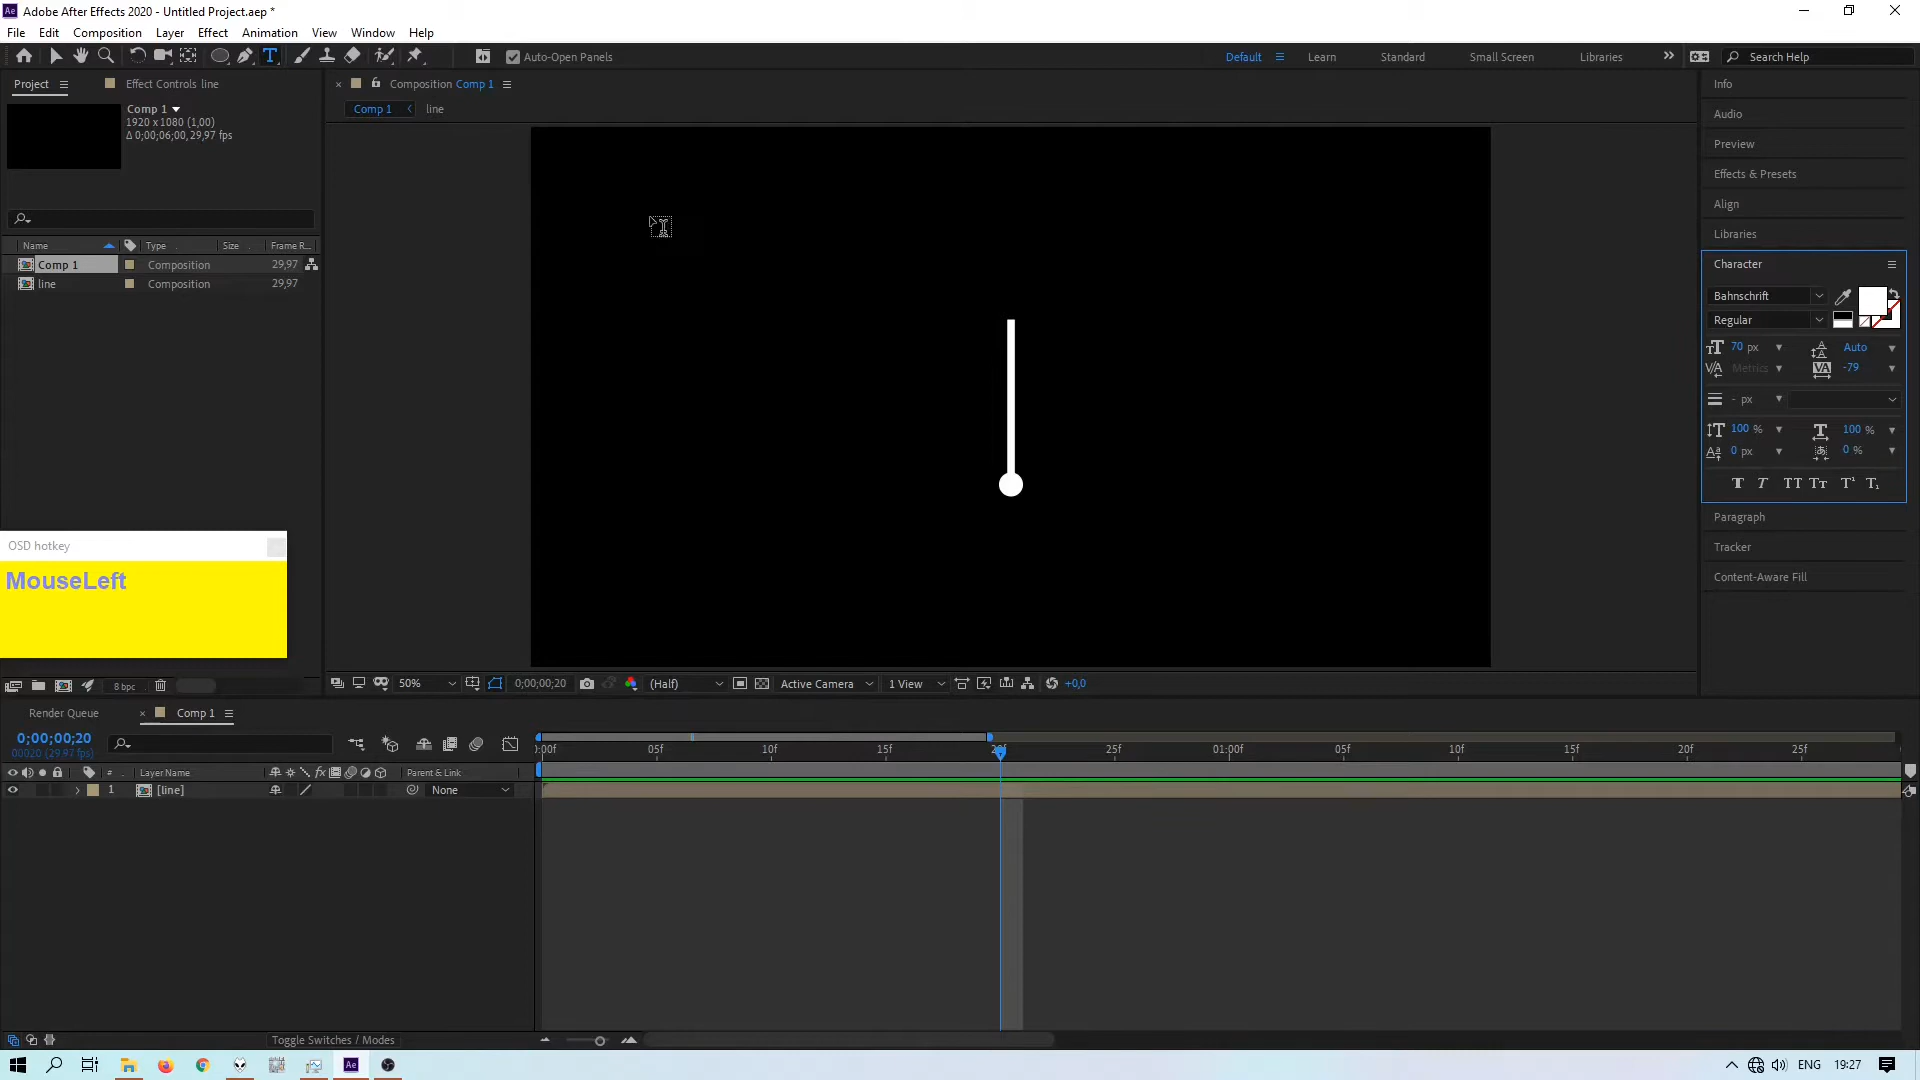 Adobe After Effects 2020 - Untitled Project.aep *
File Edit Composition Layer Effect Animation View Window Help
Auto-Open Panels Default Learn Standard Small Screen Libraries Search Help
Project Effect Controls line
Composition Comp 1
Comp 1 line
Comp 1
1920 x 1080 (1,00)
Δ 0;00;06;00, 29,97 fps
Name Type Size Frame R...
Comp 1 Composition 29,97
line Composition 29,97
OSD hotkey
MouseLeft
8 bpc
50% 0;00;00;20 (Half) Active Camera 1 View +0,0
Info
Audio
Preview
Effects & Presets
Align
Libraries
Character
Bahnschrift
Regular
70 px Auto
Metrics -79
- px
100 % 100 %
0 px 0 %
Paragraph
Tracker
Content-Aware Fill
Render Queue Comp 1
0;00;00;20
00020 (29.97 fps)
# Layer Name Parent & Link
1 [line] None
:00f 05f 10f 15f 25f 01:00f 05f 10f 15f 20f 25f
Toggle Switches / Modes
ENG 19:27